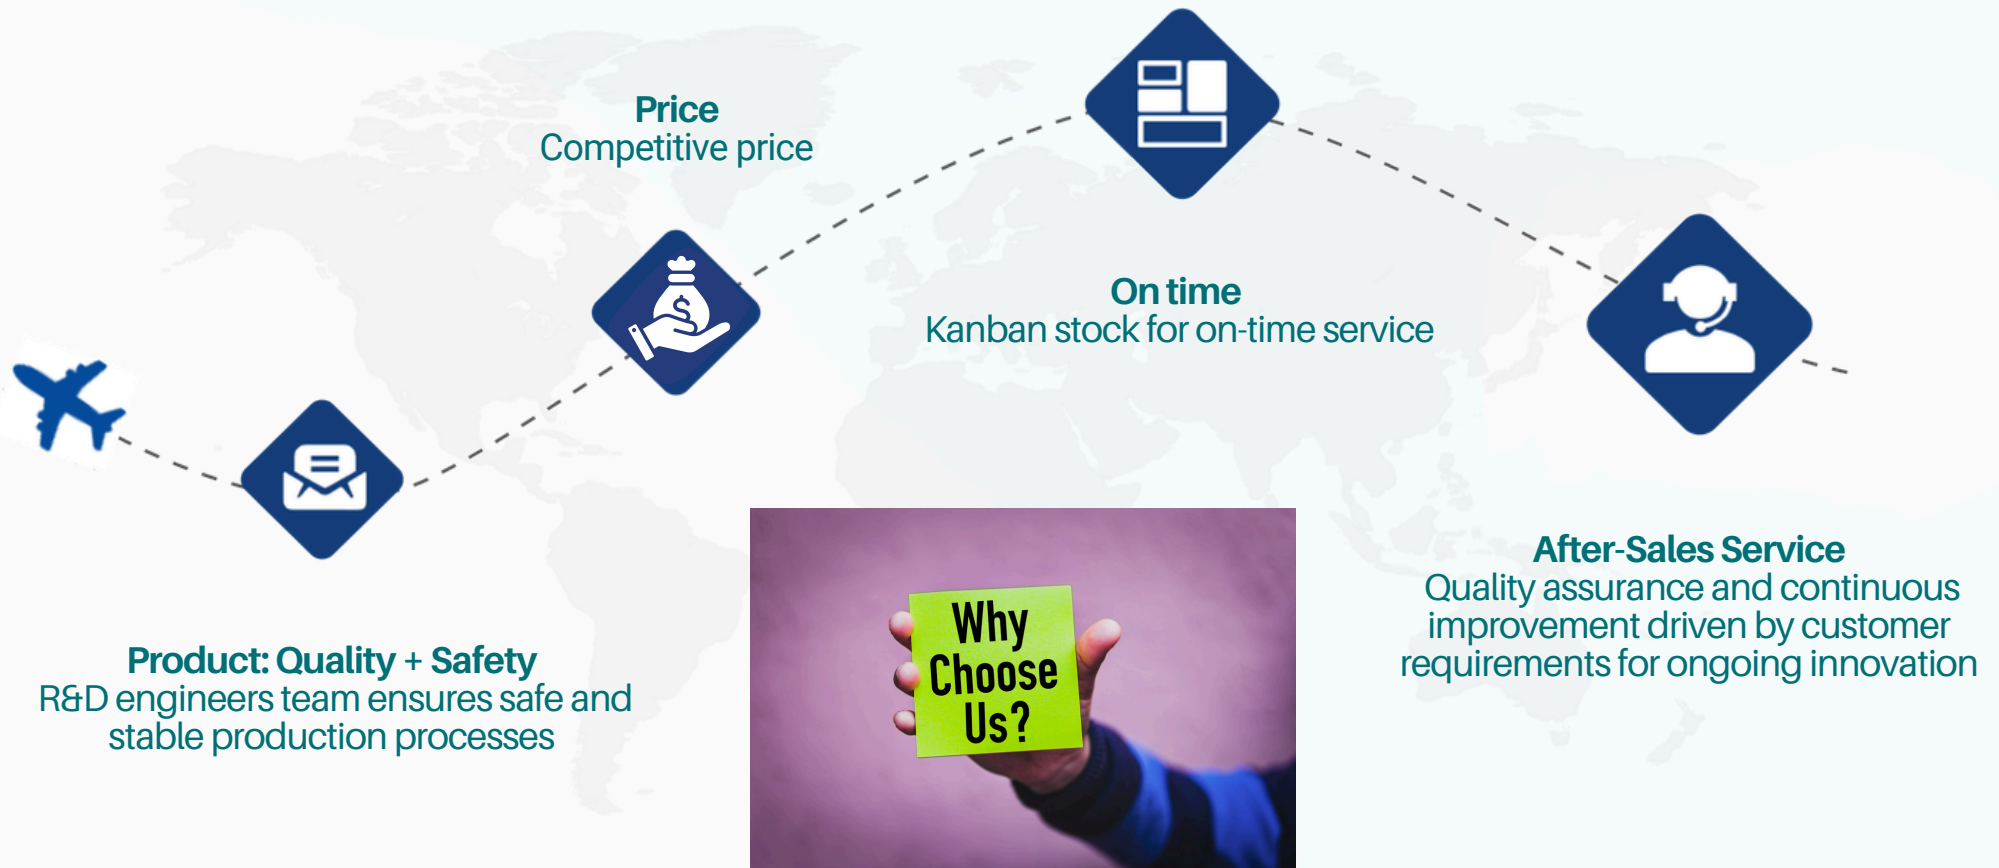 Price
Competitive price
On time
Kanban stock for on-time service
After-Sales Service
Quality assurance and continuous
improvement driven by customer
requirements for ongoing innovation
Product: Quality + Safety
R&D engineers team ensures safe and
stable production processes
Why
Choose
Us?
$